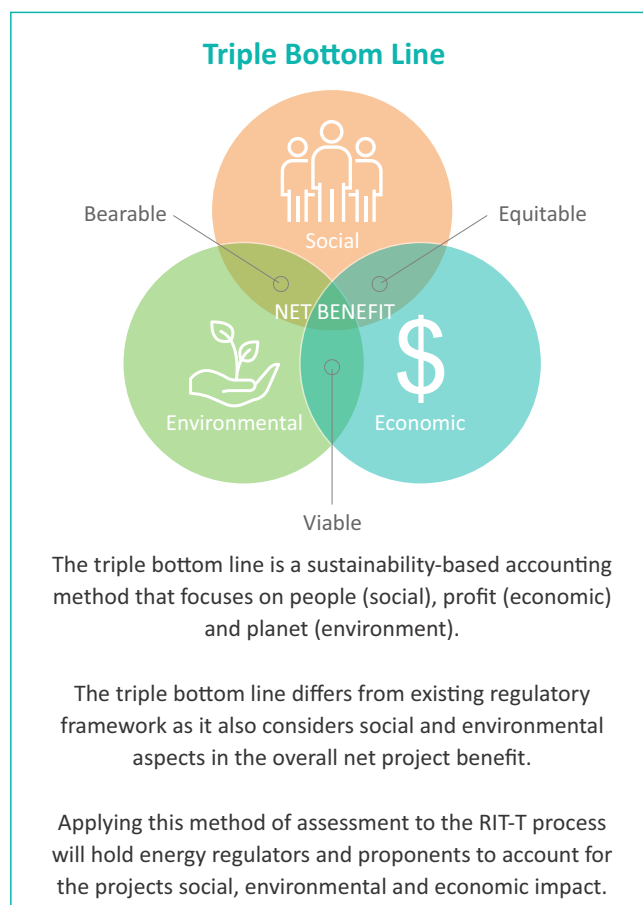 Triple Bottom Line
Bearable
Equitable
Social
NET BENEFIT
$
Environmental
Economic
Viable
The triple bottom line is a sustainability-based accounting
method that focuses on people (social), profit (economic)
and planet (environment).
The triple bottom line differs from existing regulatory
framework as it also considers social and environmental
aspects in the overall net project benefit.
Applying this method of assessment to the RIT-T process
will hold energy regulators and proponents to account for
the projects social, environmental and economic impact.